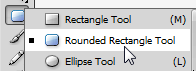 Rectangle Tool (M)
Rounded Rectangle Tool
Ellipse Tool (L)